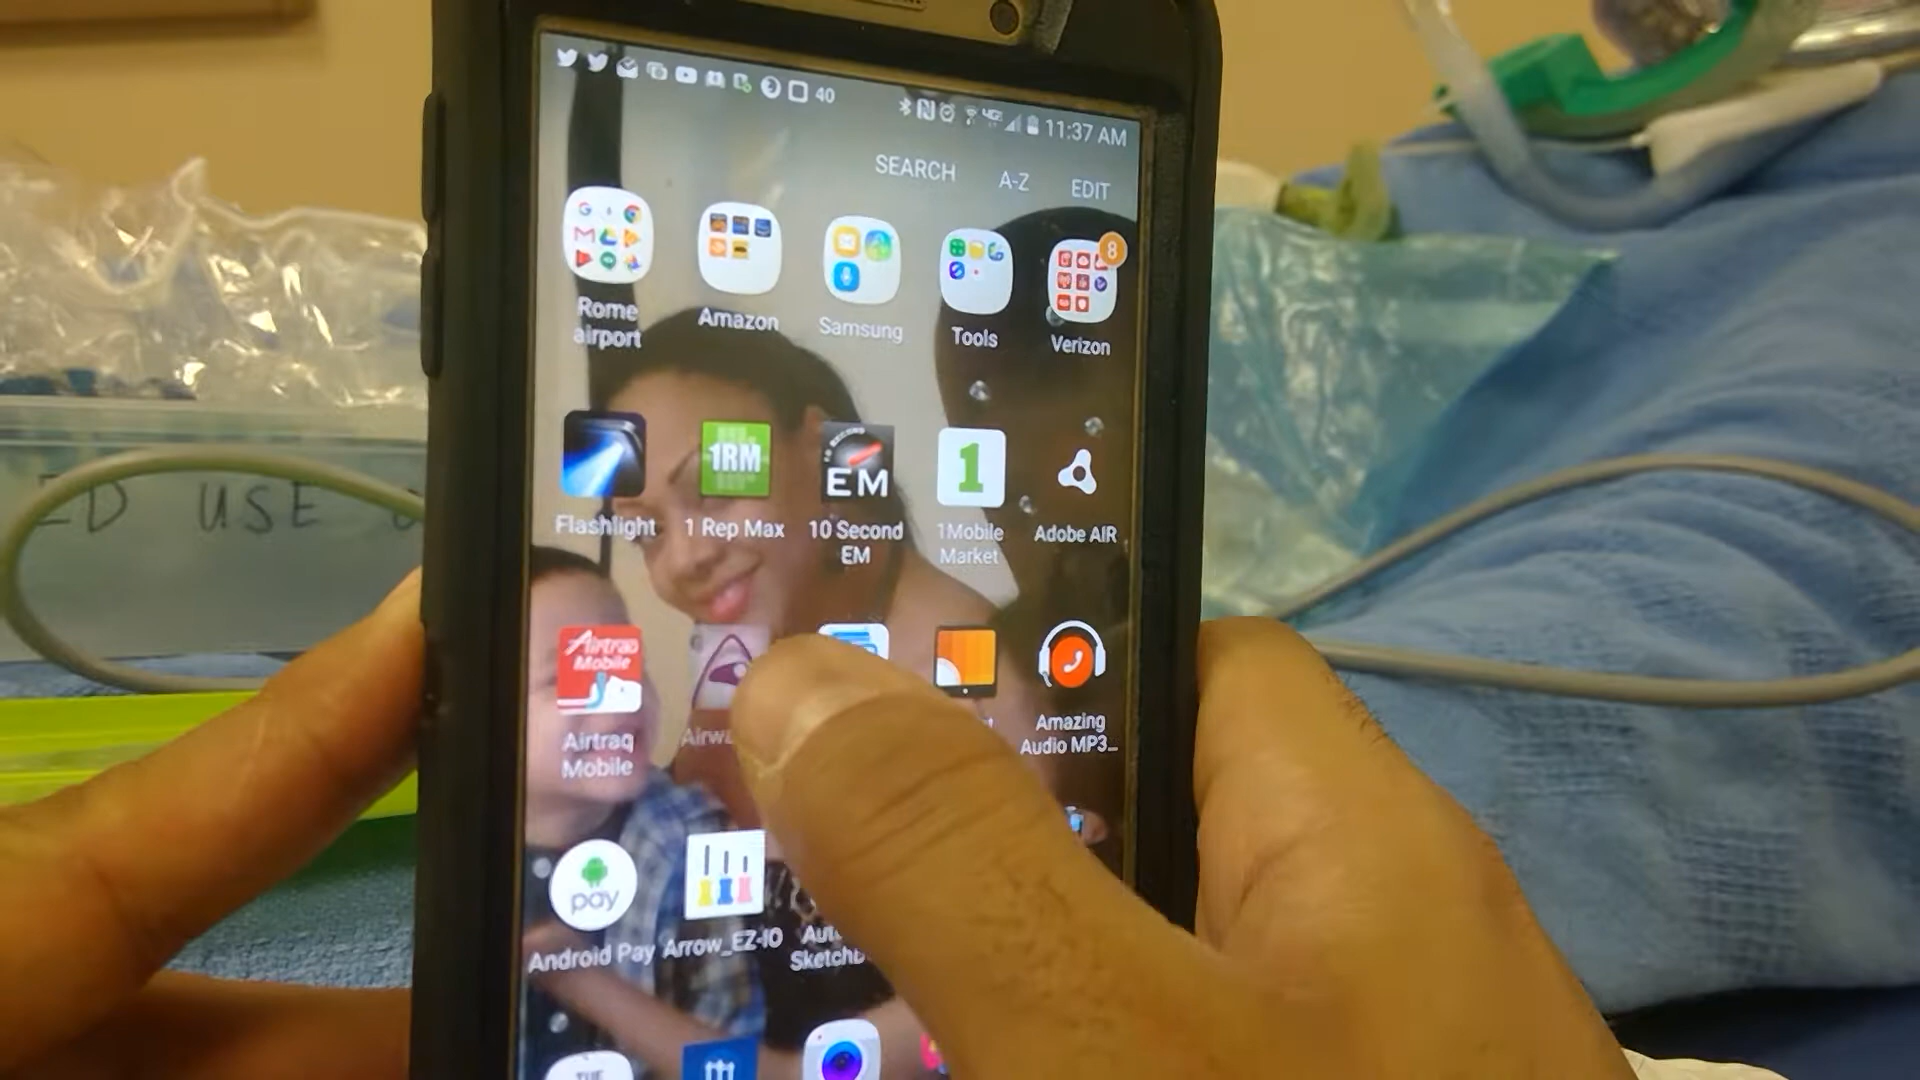 40
11:37 AM
SEARCH A-Z EDIT
8
Rome
airport
Amazon
Samsung
Tools
Verizon
1RM
EM
1
Flashlight
1 Rep Max
10 Second
EM
1Mobile
Market
Adobe AIR
Airtraq
Mobile
Airtraq
Mobile
Amazing
Audio MP3_
pay
Android Pay
Arrow_EZ-IO
TUE
USE